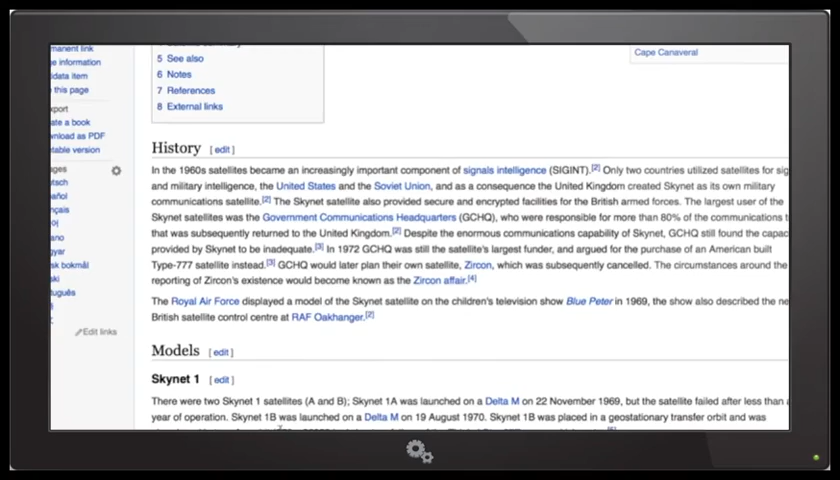 manent link
e information
data item
this page
xport
ate a book
wnload as PDF
table version
ages
utsch
pañol
nçais
ano
gyar
sk bokmål
ski
tuguês
Edit links
5 See also
6 Notes
7 References
8 External links
Cape Canaveral
History [ edit ]
In the 1960s satellites became an increasingly important component of signals intelligence (SIGINT).[2] Only two countries utilized satellites for sig
and military intelligence, the United States and the Soviet Union, and as a consequence the United Kingdom created Skynet as its own military
communications satellite.[2] The Skynet satellite also provided secure and encrypted facilities for the British armed forces. The largest user of the
Skynet satellites was the Government Communications Headquarters (GCHQ), who were responsible for more than 80% of the communications t
that was subsequently returned to the United Kingdom.[2] Despite the enormous communications capability of Skynet, GCHQ still found the capac
provided by Skynet to be inadequate.[3] In 1972 GCHQ was still the satellite's largest funder, and argued for the purchase of an American built
Type-777 satellite instead.[3] GCHQ would later plan their own satellite, Zircon, which was subsequently cancelled. The circumstances around the
reporting of Zircon's existence would become known as the Zircon affair.[4]
The Royal Air Force displayed a model of the Skynet satellite on the children's television show Blue Peter in 1969, the show also described the ne
British satellite control centre at RAF Oakhanger.[2]
Models [ edit ]
Skynet 1 [ edit ]
There were two Skynet 1 satellites (A and B); Skynet 1A was launched on a Delta M on 22 November 1969, but the satellite failed after less than a
year of operation. Skynet 1B was launched on a Delta M on 19 August 1970. Skynet 1B was placed in a geostationary transfer orbit and was